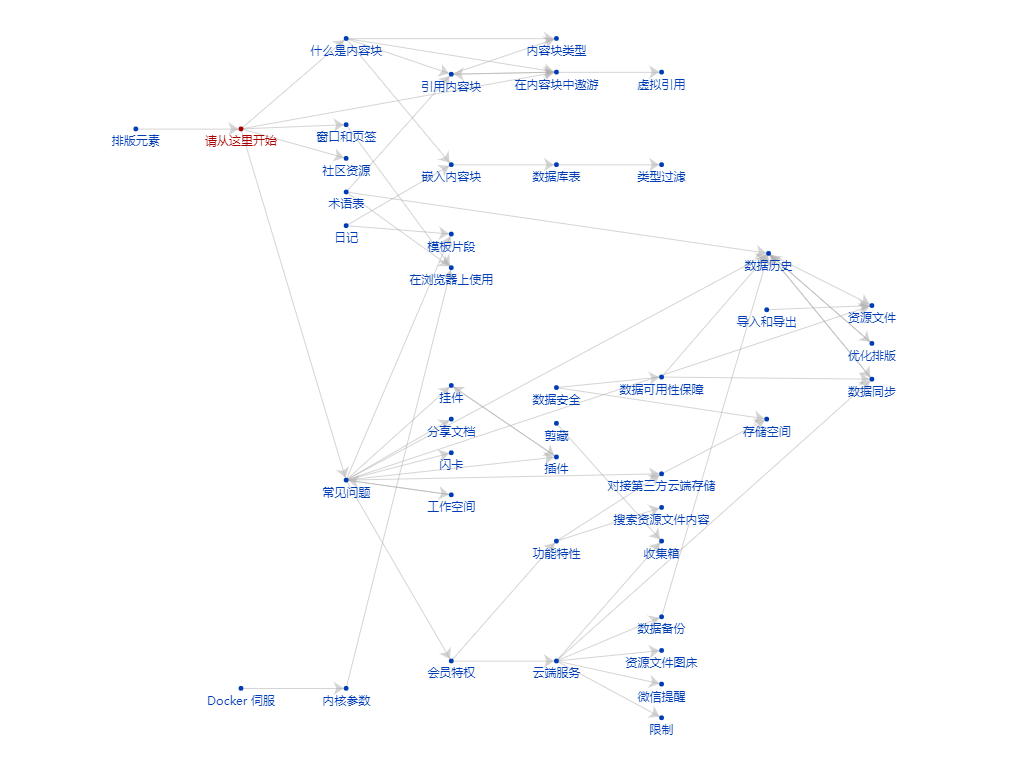 什么是内容块
内容块类型
引用内容块
在内容块中遨游
虚拟引用
排版元素
请从这里开始
窗口和页签
社区资源
嵌入内容块
数据库表
类型过滤
术语表
日记
模板片段
在浏览器上使用
数据历史
导入和导出
资源文件
优化排版
挂件
数据安全
数据可用性保障
数据同步
分享文档
剪藏
存储空间
闪卡
插件
常见问题
工作空间
对接第三方云端存储
搜索资源文件内容
功能特性
收集箱
数据备份
会员特权
云端服务
资源文件图床
微信提醒
Docker 伺服
内核参数
限制